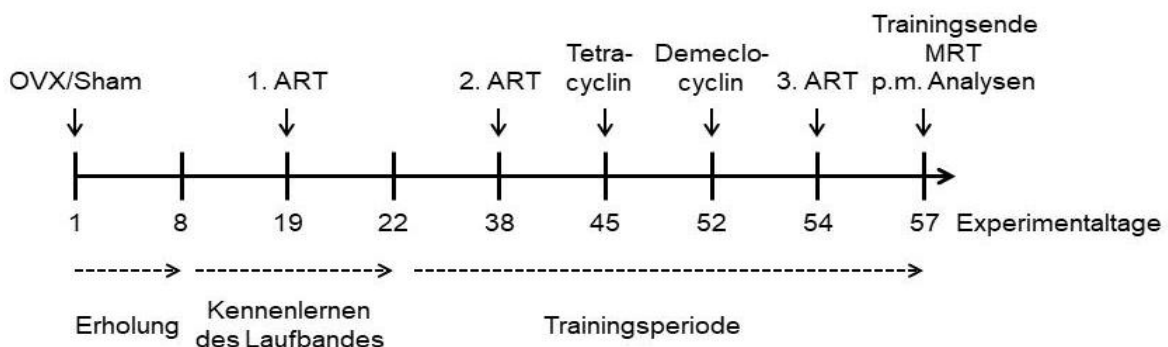 OVX/Sham
1. ART
2. ART
Tetra-
cyclin
Demeclo-
cyclin
3. ART
Trainingsende
MRT
p.m. Analysen
1 8 19 22 38 45 52 54 57 Experimentaltage
Erholung
Kennenlernen
des Laufbandes
Trainingsperiode